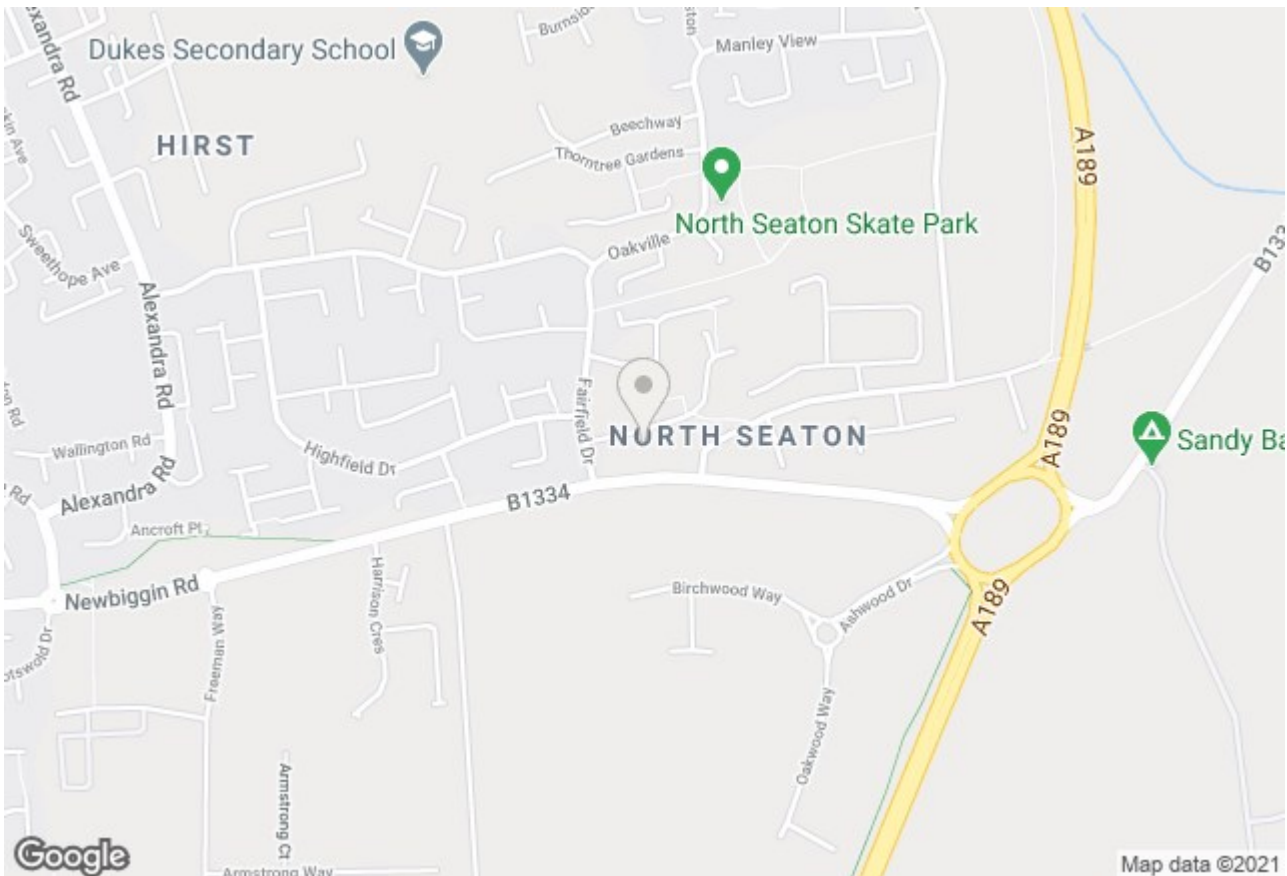 Alexandra Rd
Dukes Secondary School
Manley View
HIRST
Beechway
Thorntree Gardens
A189
North Seaton Skate Park
Sweethope Ave
Oakville
Alexandra Rd
Fairfield Dr
A189
Wallington Rd
NORTH SEATON
Highfield Dr
Sandy Ba
Alexandra Rd
B1334
Ancroft Pl
Newbiggin Rd
Harrison Cres
Freeman Way
Birchwood Way
Ashwood Dr
A189
Oakwood Way
Armstrong Ct
Armstrong Way
Google
Map data ©2021